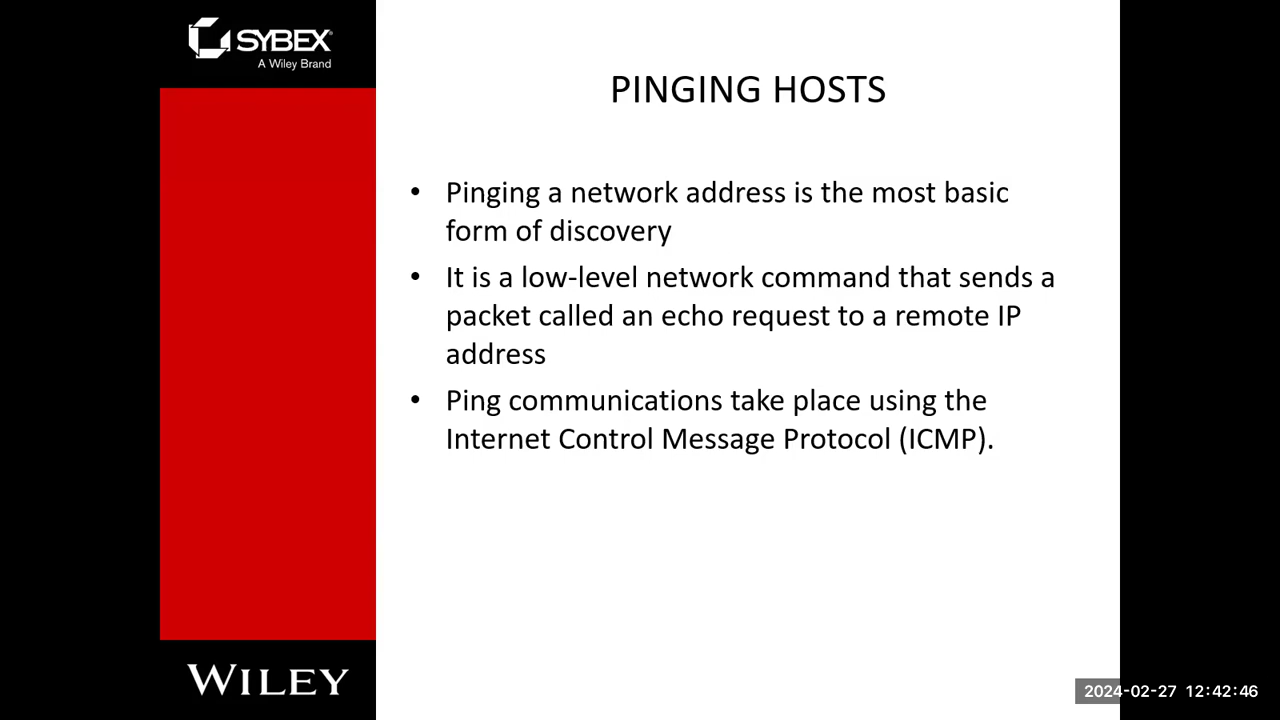 SYBEX
A Wiley Brand
PINGING HOSTS
• Pinging a network address is the most basic
form of discovery
• It is a low-level network command that sends a
packet called an echo request to a remote IP
address
• Ping communications take place using the
Internet Control Message Protocol (ICMP).
WILEY
2024-02-27 12:42:46